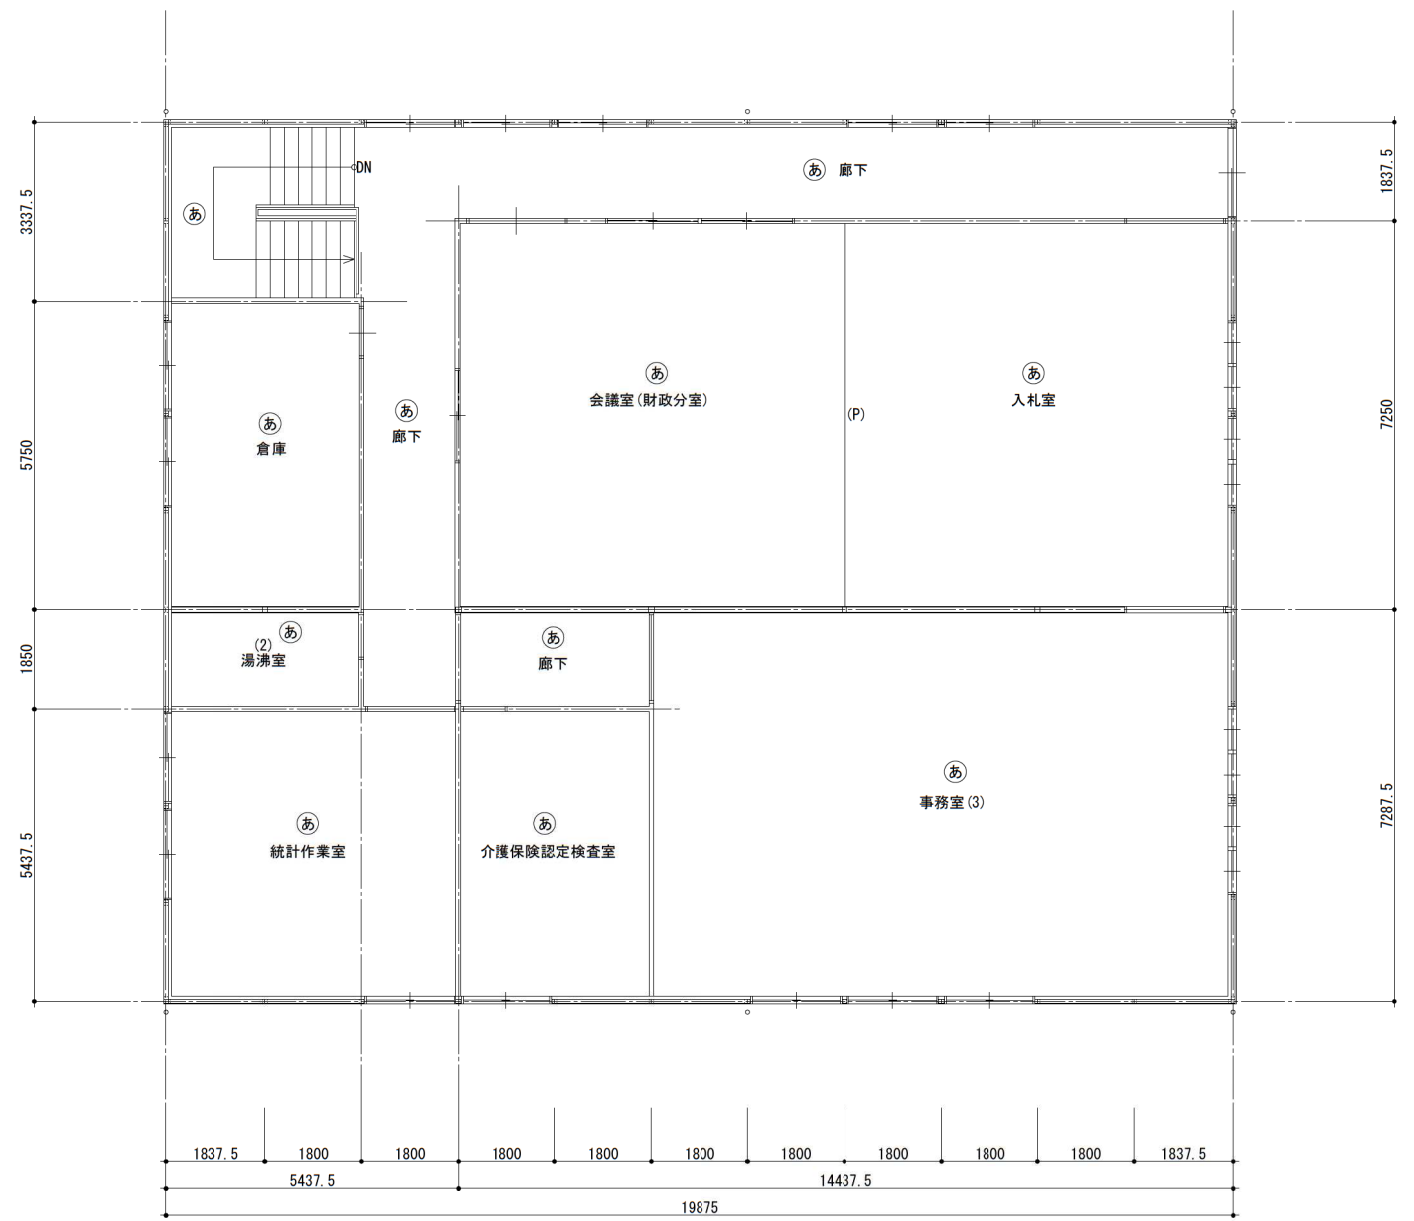 DN
あ 廊下
あ
3337.5
1837.5
あ
会議室(財政分室)
あ
入札室
(P)
あ
廊下
あ
倉庫
5750
7250
あ
(2)
湯沸室
あ
廊下
1850
あ
事務室(3)
あ
統計作業室
あ
介護保険認定検査室
5437.5
7287.5
1837.5 1800 1800 1800 1800 1800 1800 1800 1800 1800 1837.5
5437.5 14437.5
19875